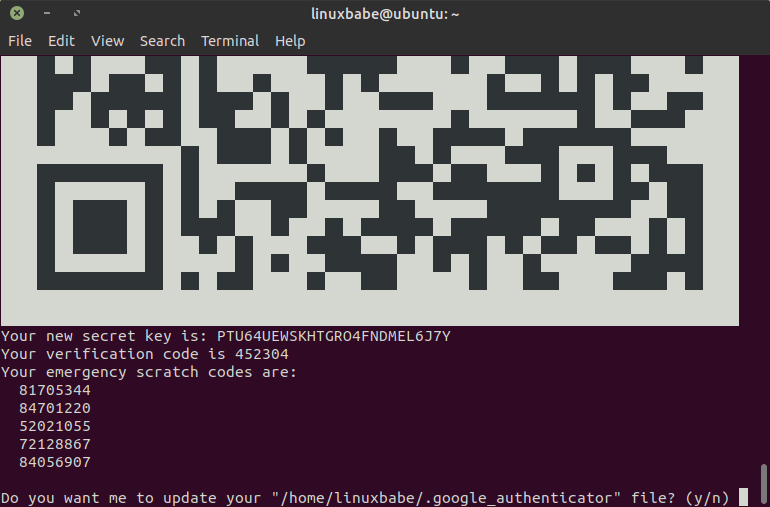 linuxbabe@ubuntu: ~
File Edit View Search Terminal Help
Your new secret key is: PTU64UEWSKHTGRO4FNDMEL6J7Y
Your verification code is 452304
Your emergency scratch codes are:
81705344
84701220
52021055
72128867
84056907
Do you want me to update your "/home/linuxbabe/.google_authenticator" file? (y/n)